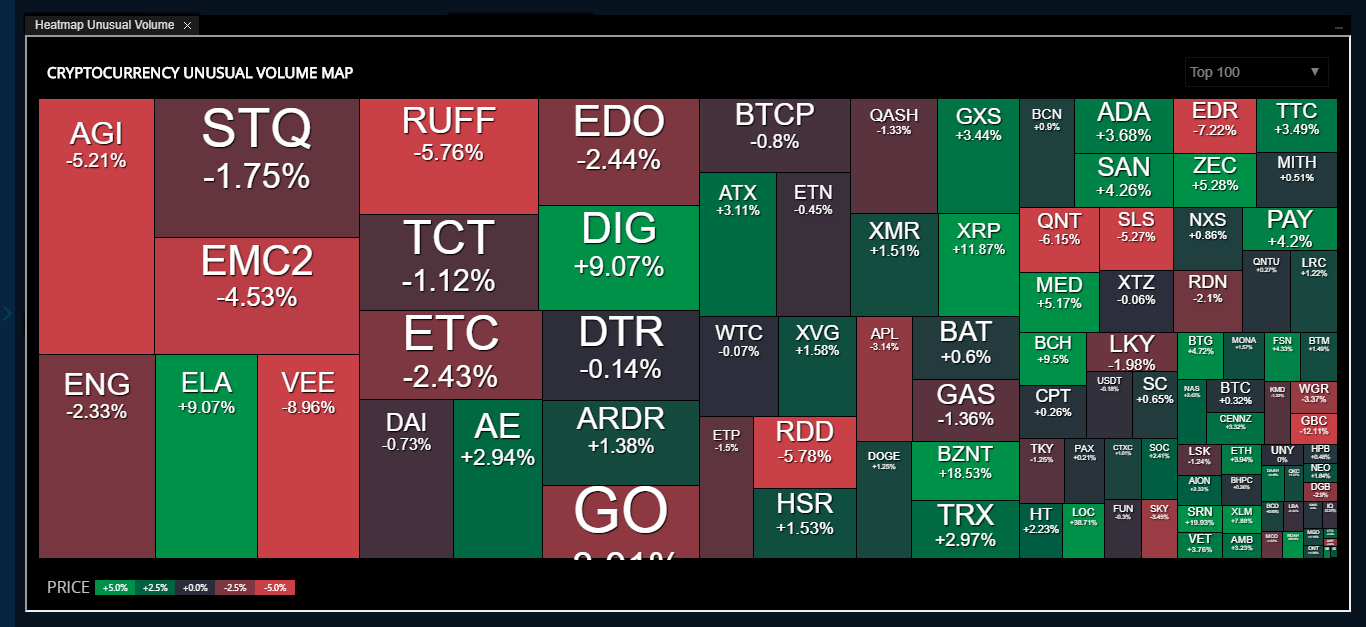 Heatmap Unusual Volume ×
CRYPTOCURRENCY UNUSUAL VOLUME MAP
Top 100
AGI
-5.21%
STQ
-1.75%
EMC2
-4.53%
ENG
-2.33%
ELA
+9.07%
VEE
-8.96%
RUFF
-5.76%
TCT
-1.12%
ETC
-2.43%
DAI
-0.73%
AE
+2.94%
EDO
-2.44%
DIG
+9.07%
DTR
-0.14%
ARDR
+1.38%
GO
BTCP
-0.8%
ATX
+3.11%
ETN
-0.45%
QASH
-1.33%
GXS
+3.44%
XMR
+1.51%
XRP
+11.87%
WTC
-0.07%
XVG
+1.58%
APL
-3.14%
BAT
+0.6%
GAS
-1.36%
ETP
-1.5%
RDD
-5.78%
HSR
+1.53%
DOGE
+1.25%
BZNT
+18.53%
TRX
+2.97%
BCN
+0.9%
ADA
+3.68%
SAN
+4.26%
EDR
-7.22%
TTC
+3.49%
ZEC
+5.28%
MITH
+0.51%
QNT
-6.15%
SLS
-5.27%
NXS
+0.86%
PAY
+4.2%
MED
+5.17%
XTZ
-0.06%
RDN
-2.1%
QNTU
+0.27%
LRC
+1.22%
BCH
+9.5%
LKY
-1.98%
CPT
+0.26%
USDT
-0.18%
SC
+0.65%
BTG
+4.72%
MONA
+1.57%
FSN
+4.33%
BTM
+1.49%
NAS
BTC
+0.32%
KMD
WGR
-3.37%
CENNZ
+3.32%
GBC
-12.11%
TKY
-1.25%
PAX
+0.21%
CTXC
+1.01%
SOC
+2.41%
LSK
-1.24%
ETH
+3.94%
UNY
0%
HPB
+0.48%
NEO
+1.64%
AION
+2.33%
BHPC
DASH
DGB
-2.9%
HT
+2.23%
LOC
+38.71%
FUN
-0.3%
SKY
-3.45%
SRN
+19.93%
XLM
+7.88%
BCD
LBA
IQ
VET
+3.75%
AMB
+3.23%
MCO
PRICE
+5.0% +2.5% +0.0% -2.5% -5.0%